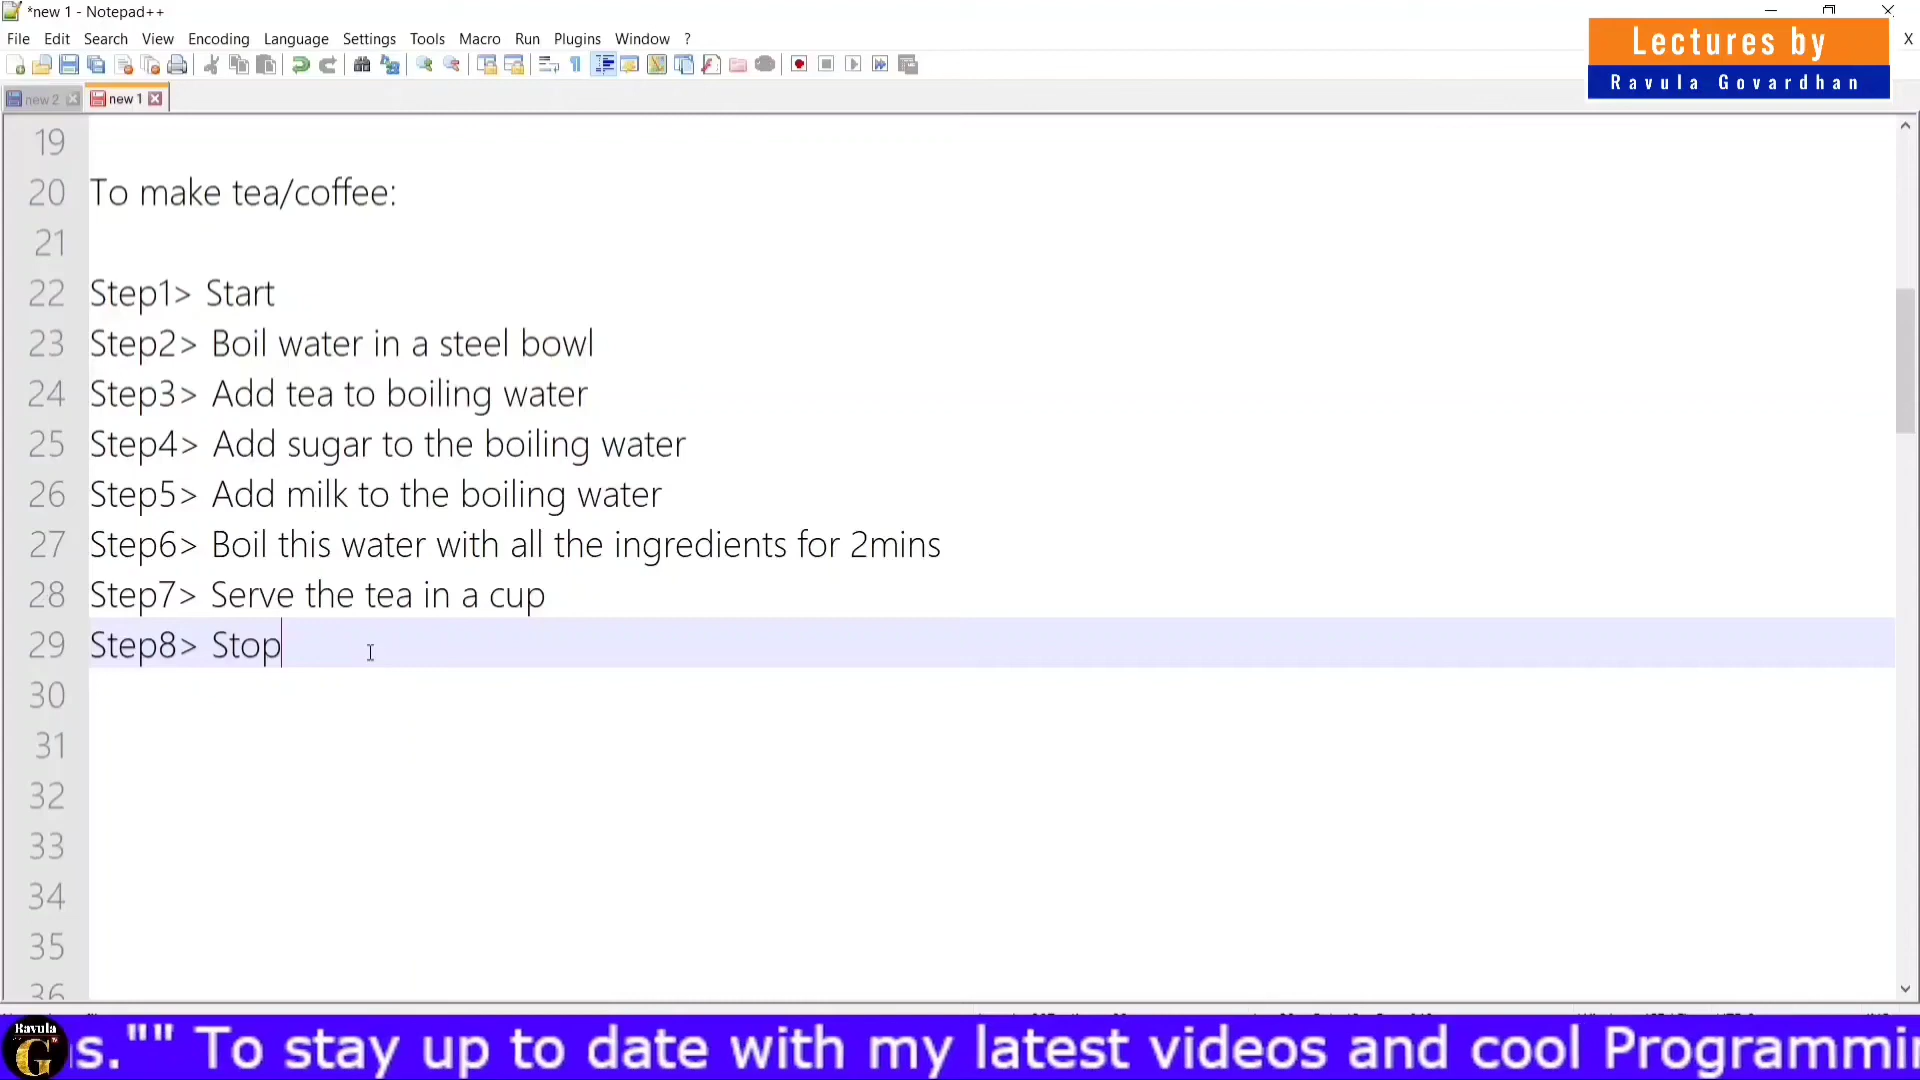 *new 1 - Notepad++
File Edit Search View Encoding Language Settings Tools Macro Run Plugins Window ? X
Lectures by
Ravula Govardhan
new 2 new 1
19
20 To make tea/coffee:
21
22 Step1> Start
23 Step2> Boil water in a steel bowl
24 Step3> Add tea to boiling water
25 Step4> Add sugar to the boiling water
26 Step5> Add milk to the boiling water
27 Step6> Boil this water with all the ingredients for 2mins
28 Step7> Serve the tea in a cup
29 Step8> Stop
30
31
32
33
34
35
36
Ravula
G
s."" To stay up to date with my latest videos and cool Programmi